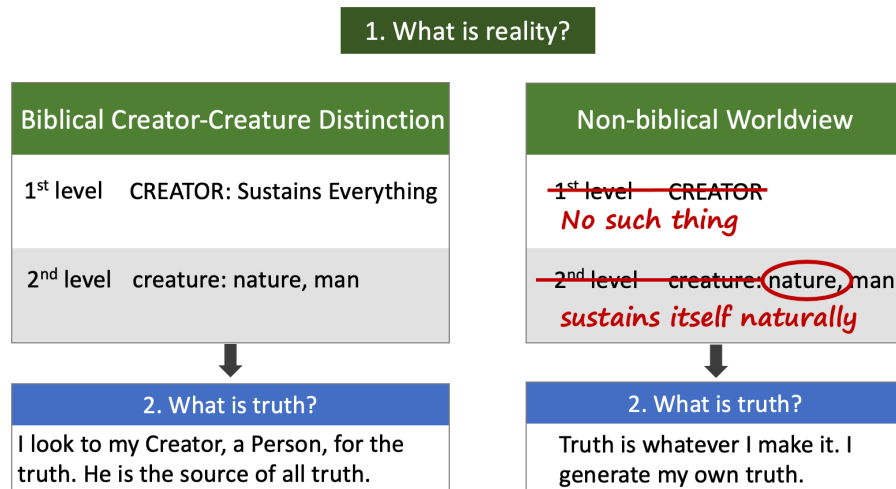 1. What is reality?
Biblical Creator-Creature Distinction
1st level CREATOR: Sustains Everything
2nd level creature: nature, man
2. What is truth?
I look to my Creator, a Person, for the
truth. He is the source of all truth.
Non-biblical Worldview
1st level CREATOR
No such thing
2nd level creature: nature, man
sustains itself naturally
2. What is truth?
Truth is whatever I make it. I
generate my own truth.